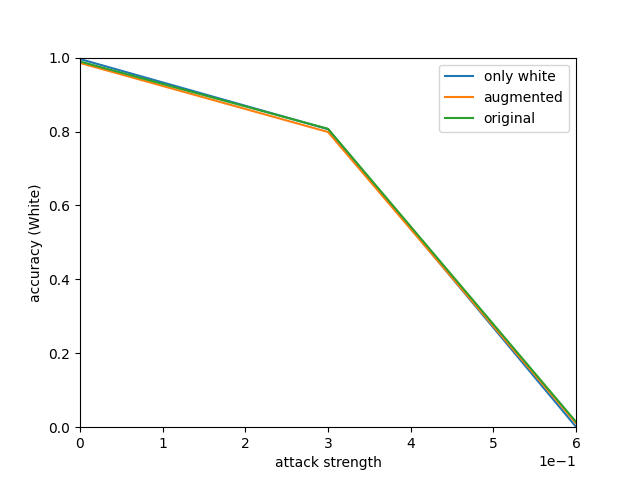 only white
augmented
original
accuracy (White)
1.0
0.8
0.6
0.4
0.2
0.0
0 1 2 3 4 5 6
attack strength
1e−1